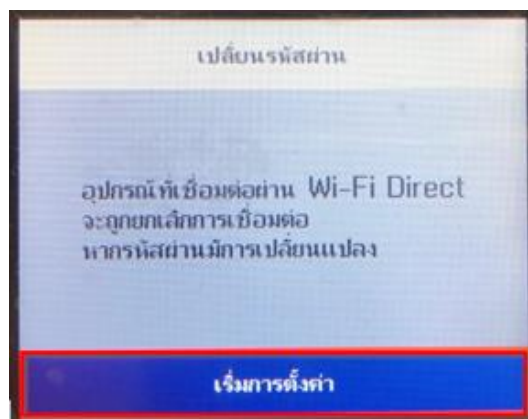 เปลี่ยนรหัสผ่าน
อุปกรณ์ที่เชื่อมต่อผ่าน Wi-Fi Direct
จะถูกยกเลิกการเชื่อมต่อ
หากรหัสผ่านมีการเปลี่ยนแปลง
เริ่มการตั้งค่า